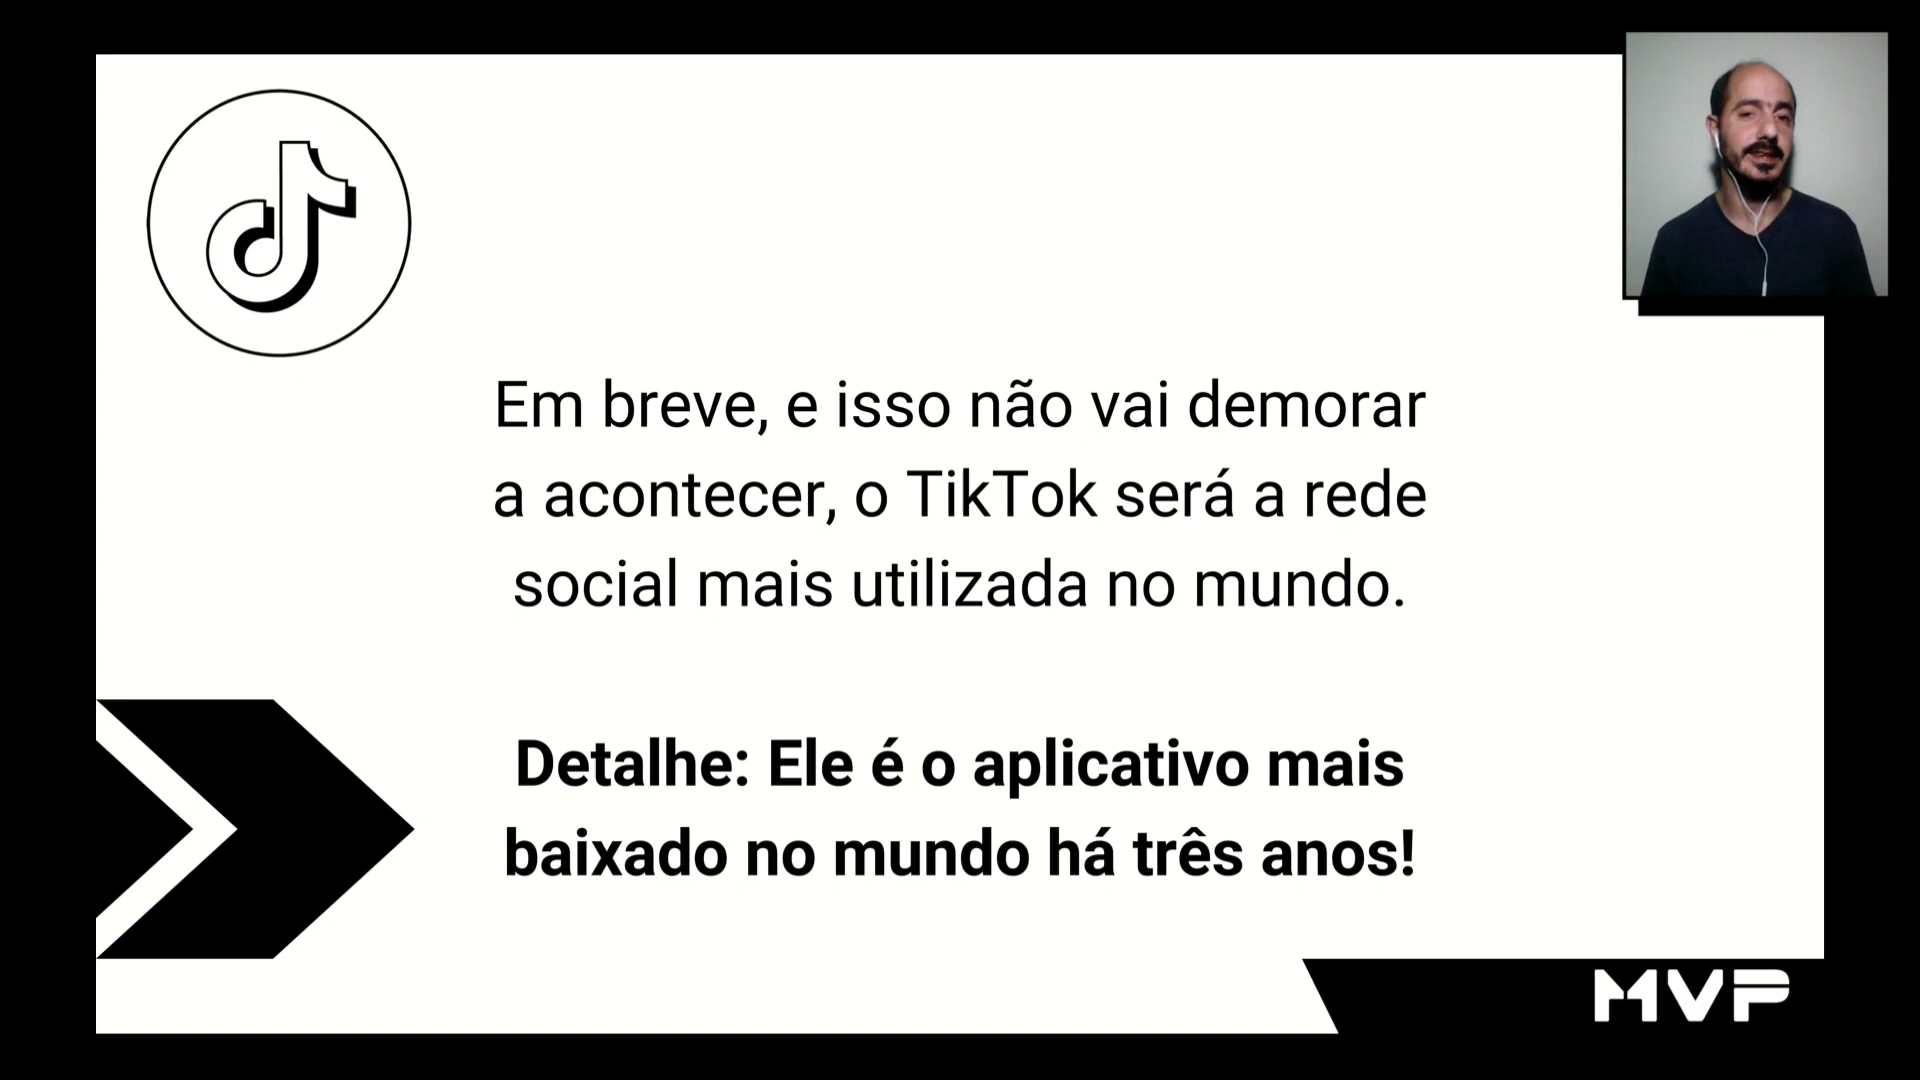 Em breve, e isso não vai demorar
a acontecer, o TikTok será a rede
social mais utilizada no mundo.
Detalhe: Ele é o aplicativo mais
baixado no mundo há três anos!
MVP